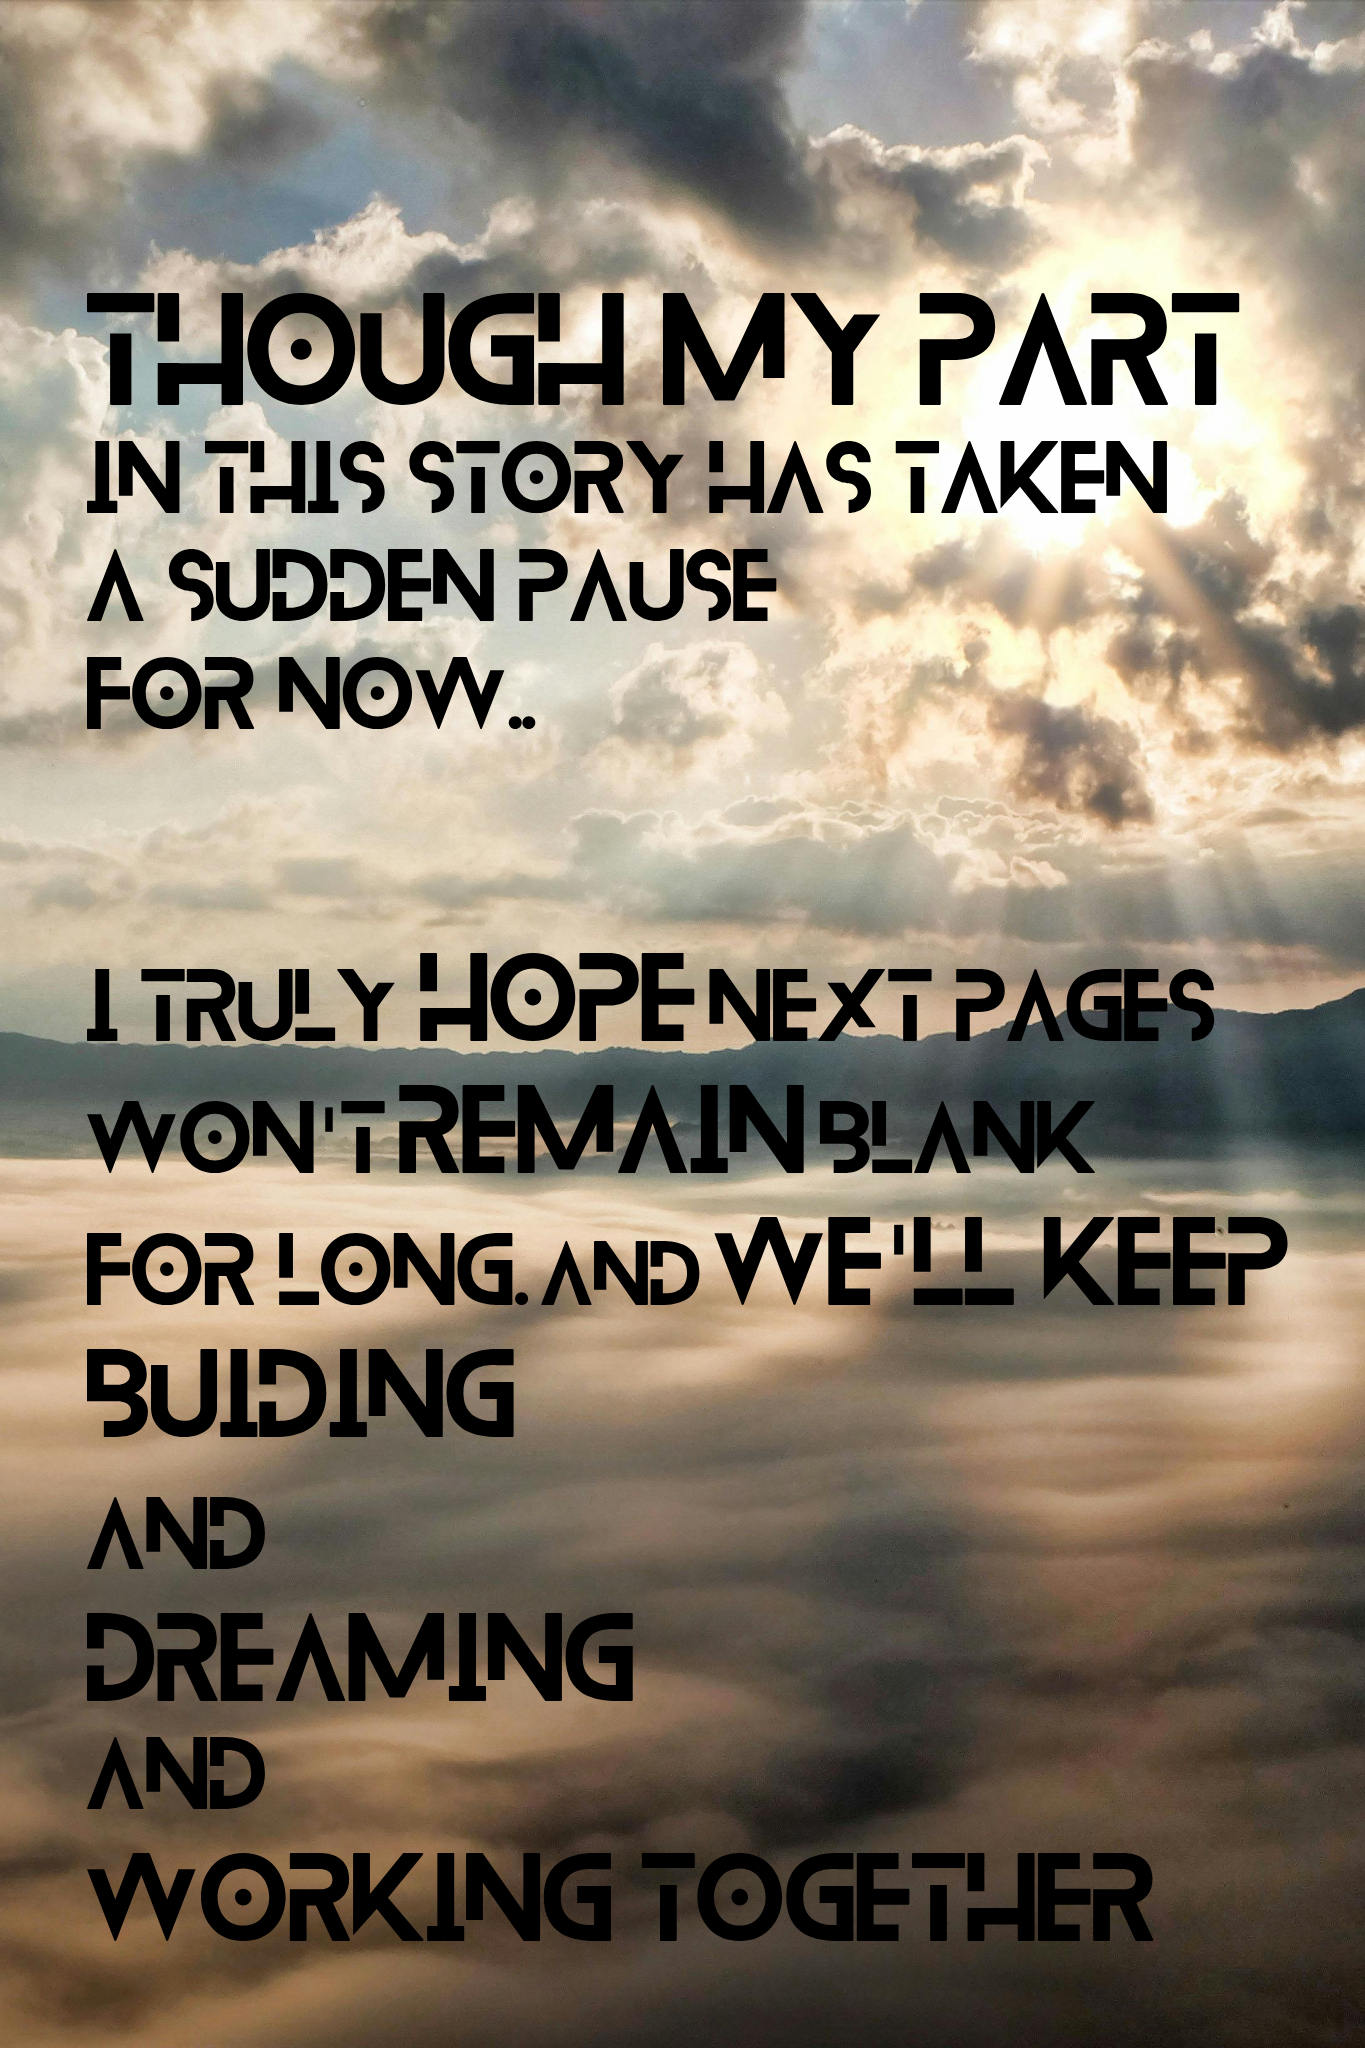 THOUGH MY PART
IN THIS STORY HAS TAKEN
A SUDDEN PAUSE
FOR NOW..
I TRULY HOPE NEXT PAGES
WON'T REMAIN BLANK
FOR LONG. AND WE'LL KEEP
BUIDING
AND
DREAMING
AND
WORKING TOGETHER